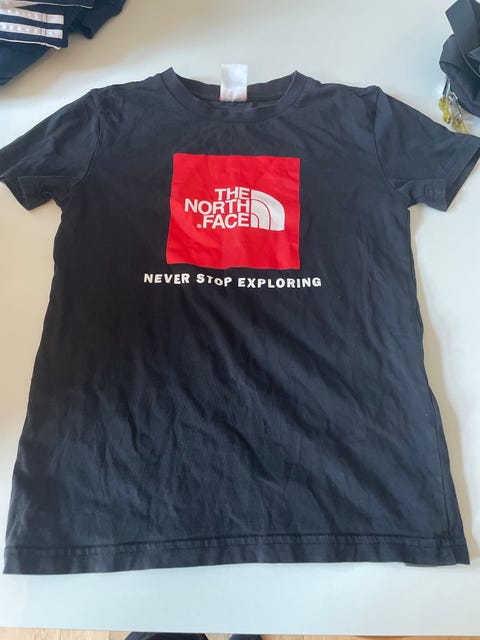 THE
NORTH
FACE
NEVER STOP EXPLORING